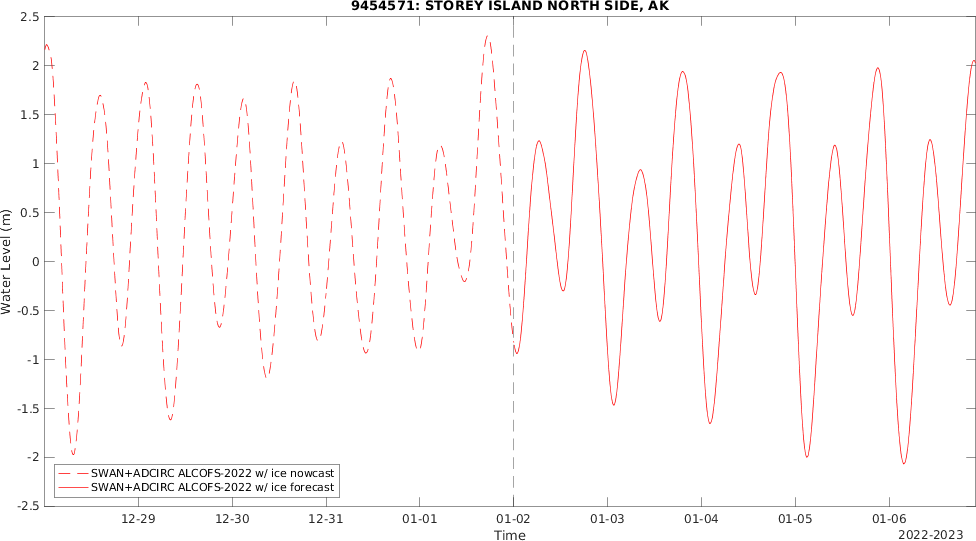 9454571: STOREY ISLAND NORTH SIDE, AK
2.5
2
1.5
1
0.5
0
-0.5
-1
-1.5
-2
-2.5
Water Level (m)
SWAN+ADCIRC ALCOFS-2022 w/ ice nowcast
SWAN+ADCIRC ALCOFS-2022 w/ ice forecast
12-29 12-30 12-31 01-01 01-02 01-03 01-04 01-05 01-06
Time
2022-2023